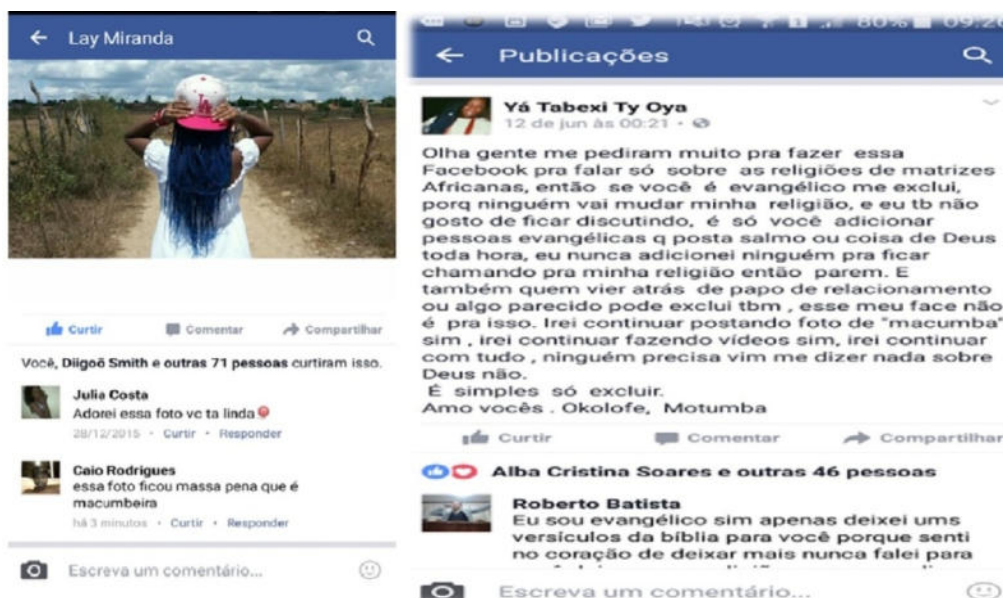 Lay Miranda
Curtir Comentar Compartilhar
Você, Diigoõ Smith e outras 71 pessoas curtiram isso.
Julia Costa
Adorei essa foto vc ta linda
28/12/2015 · Curtir · Responder
Caio Rodrigues
essa foto ficou massa pena que é
macumbeira
há 3 minutos · Curtir · Responder
Escreva um comentário...
80% 09:20
Publicações
Yá Tabexi Ty Oya
12 de jun às 00:21 ·
Olha gente me pediram muito pra fazer essa
Facebook pra falar só sobre as religiões de matrizes
Africanas, então se você é evangélico me exclui,
porq ninguém vai mudar minha religião, e eu tb não
gosto de ficar discutindo, é só você adicionar
pessoas evangélicas q posta salmo ou coisa de Deus
toda hora, eu nunca adicionei ninguém pra ficar
chamando pra minha religião então parem. E
também quem vier atrás de papo de relacionamento
ou algo parecido pode exclui tbm , esse meu face não
é pra isso. Irei continuar postando foto de "macumba"
sim , irei continuar fazendo vídeos sim, irei continuar
com tudo , ninguém precisa vim me dizer nada sobre
Deus não.
É simples só excluir.
Amo vocês . Okolofe, Motumba
Curtir Comentar Compartilhar
Alba Cristina Soares e outras 46 pessoas
Roberto Batista
Eu sou evangélico sim apenas deixei ums
versículos da bíblia para você porque senti
no coração de deixar mais nunca falei para
Escreva um comentário...